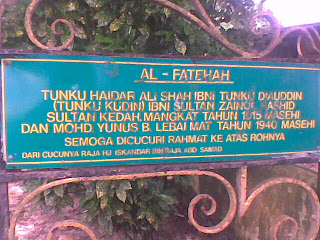 AL - FATEHAH
TUNKU HAIDAR ALI SHAH IBNI TUNKU DIAUDDIN
(TUNKU KUDIN) IBNI SULTAN ZAINOL RASHID
SULTAN KEDAH. MANGKAT TAHUN 1915 MASEHI
DAN MOHD. YUNUS B. LEBAI MAT TAHUN 1940 MASEHI
SEMOGA DICUCURI RAHMAT KE ATAS ROHNYA
DARI CUCUNYA RAJA HJ ISKANDAR BIN RAJA ABD SAMAD